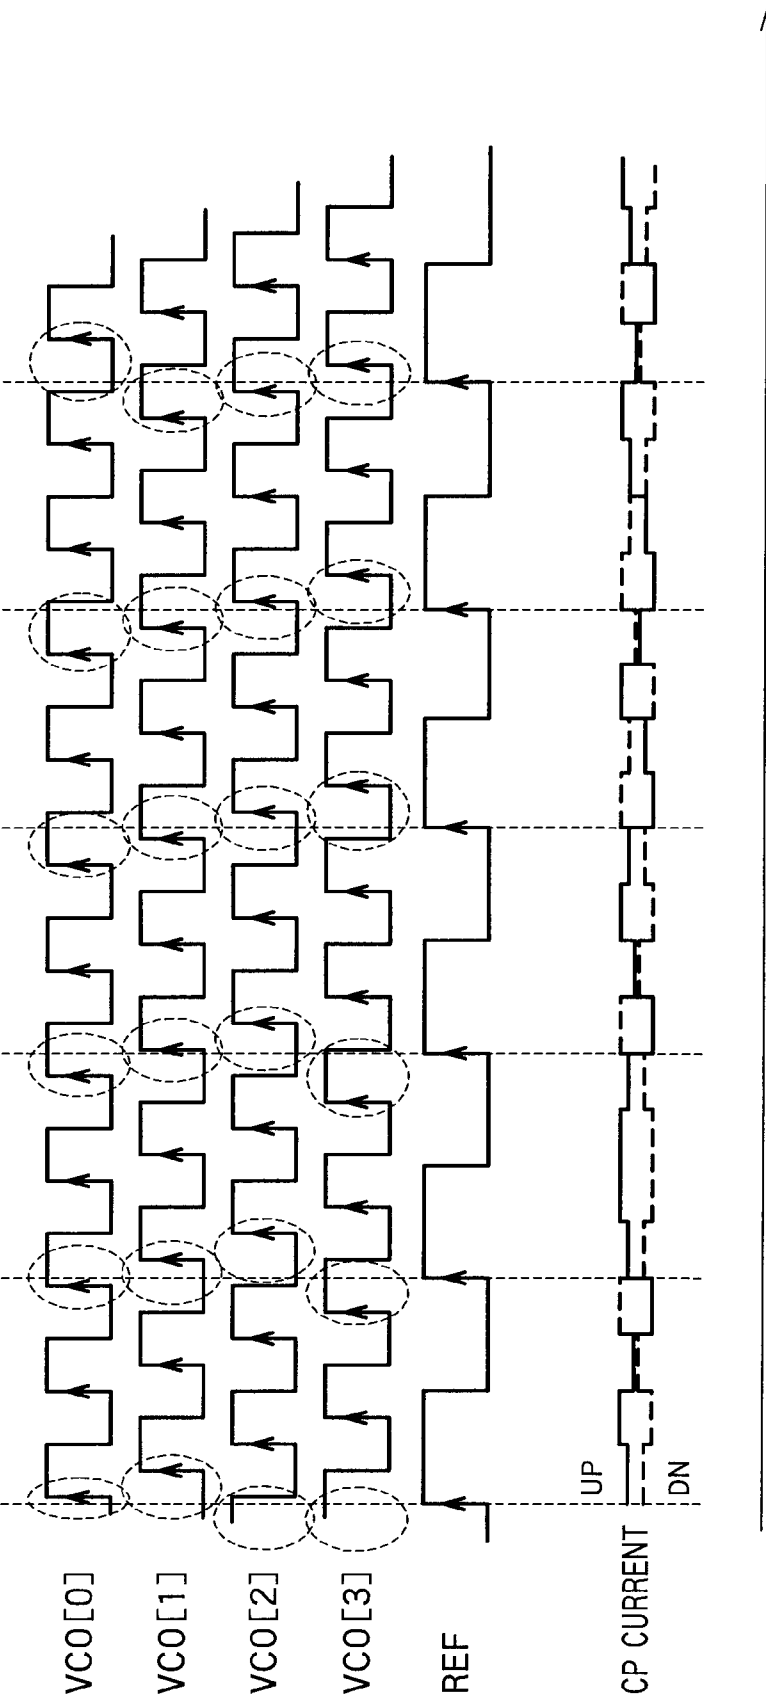 VCO[0]
VCO[1]
VCO[2]
VCO[3]
REF
CP CURRENT
UP
DN